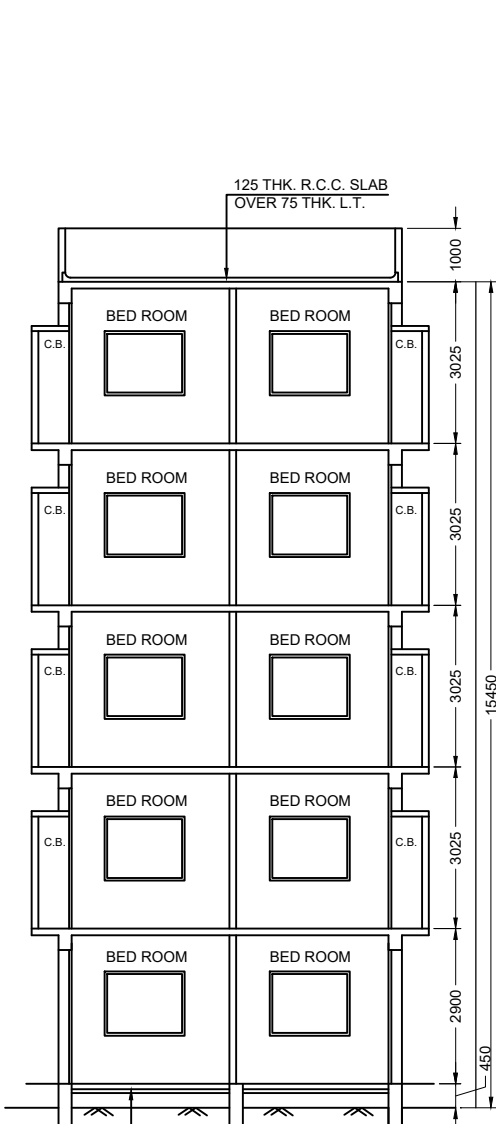 125 THK. R.C.C. SLAB
OVER 75 THK. L.T.
1000
BED ROOM
BED ROOM
C.B.
C.B.
3025
BED ROOM
BED ROOM
C.B.
C.B.
3025
BED ROOM
BED ROOM
C.B.
C.B.
3025
15450
BED ROOM
BED ROOM
C.B.
C.B.
3025
BED ROOM
BED ROOM
2900
450